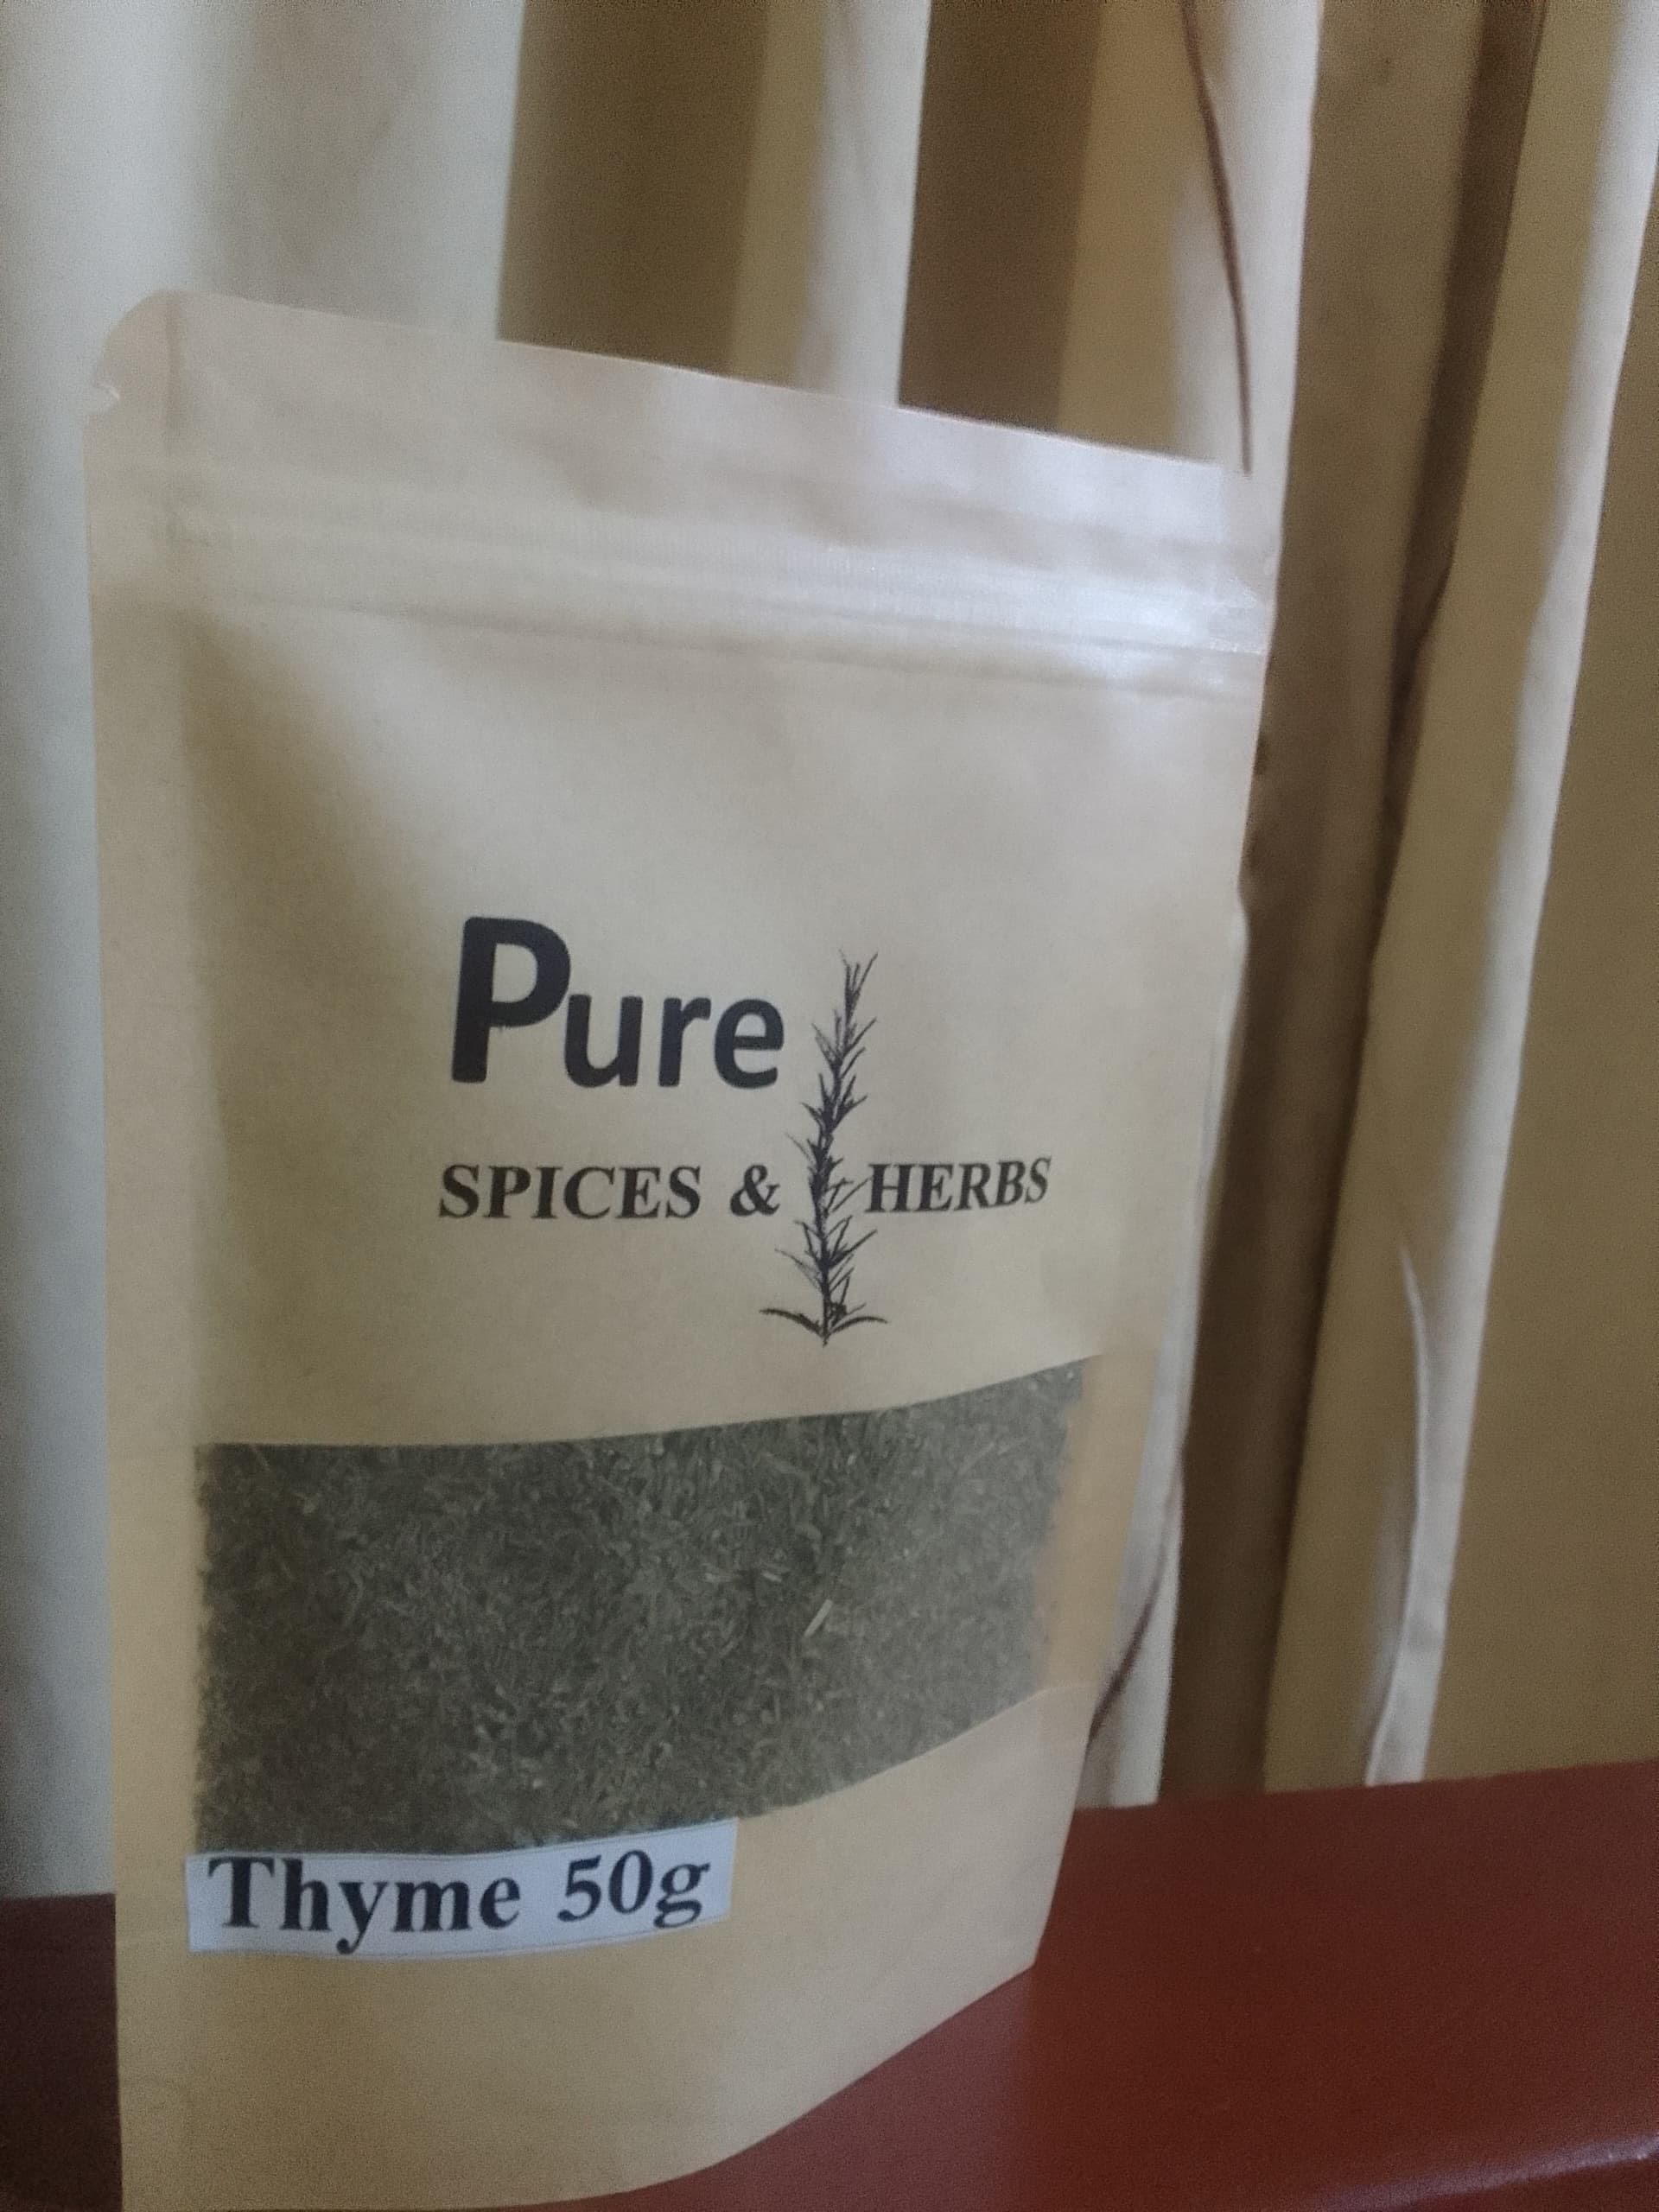 Pure
SPICES & HERBS
Thyme 50g